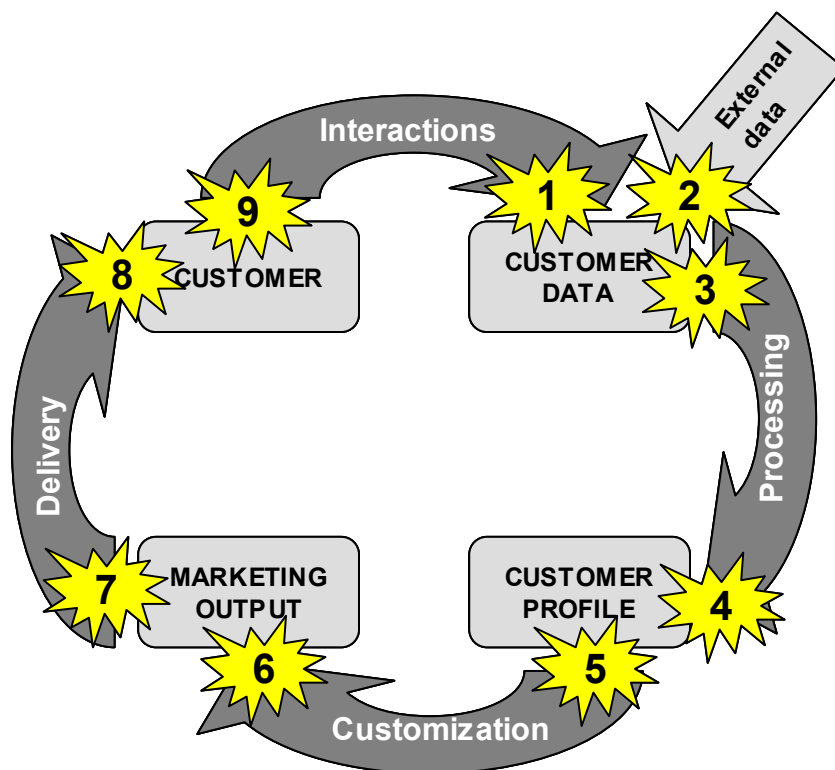 External
data
Interactions
9
1
2
CUSTOMER
8
CUSTOMER
DATA
3
Processing
Delivery
MARKETING
OUTPUT
7
CUSTOMER
PROFILE
4
6
5
Customization